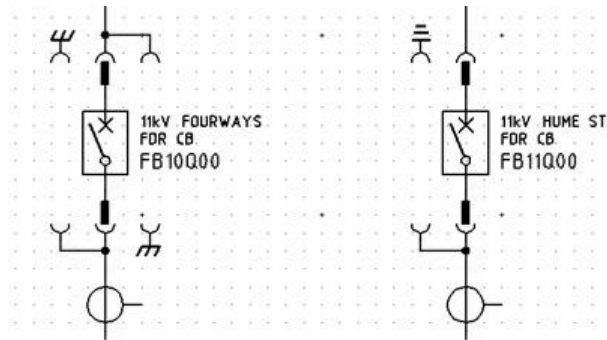 11kV FOURWAYS
FDR CB
FB10Q00
11kV HUME ST
FDR CB
FB11Q00